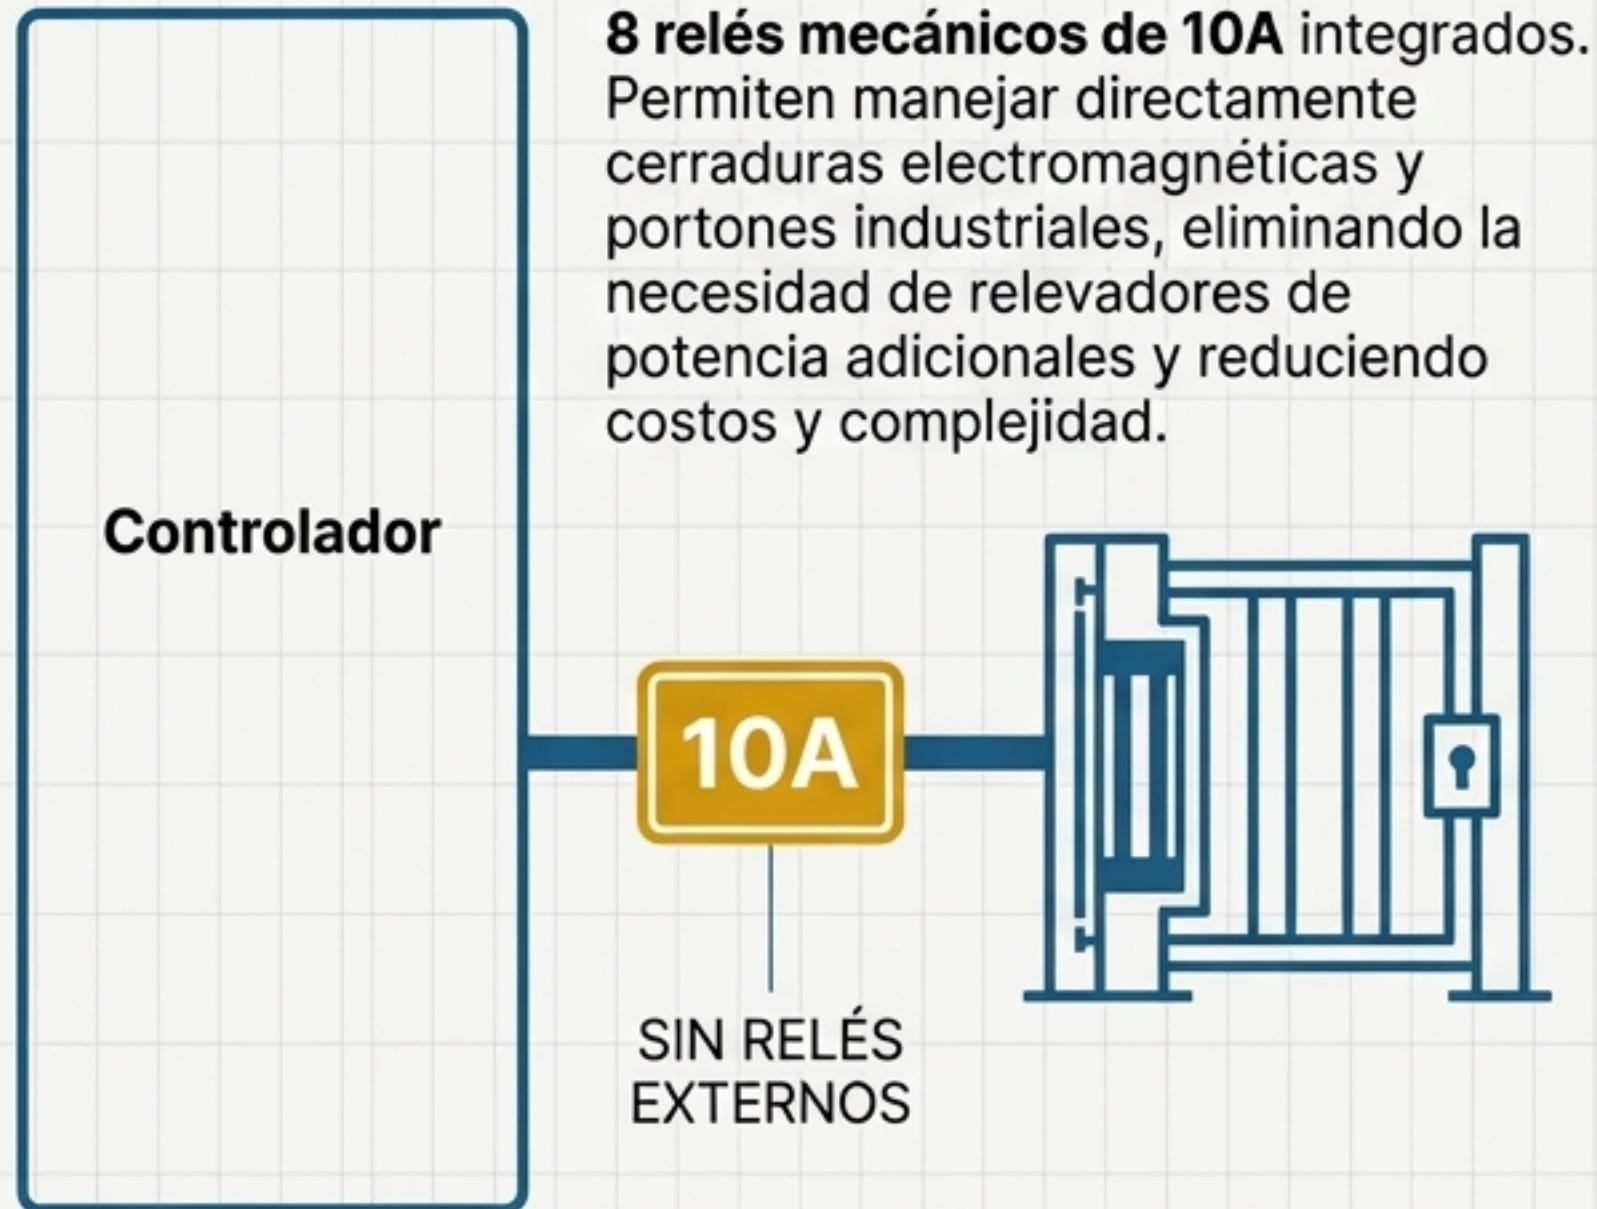 8 relés mecánicos de 10A integrados.
Permiten manejar directamente
cerraduras electromagnéticas y
portones industriales, eliminando la
necesidad de relevadores de
potencia adicionales y reduciendo
costos y complejidad.
Controlador
10A
SIN RELÉS
EXTERNOS